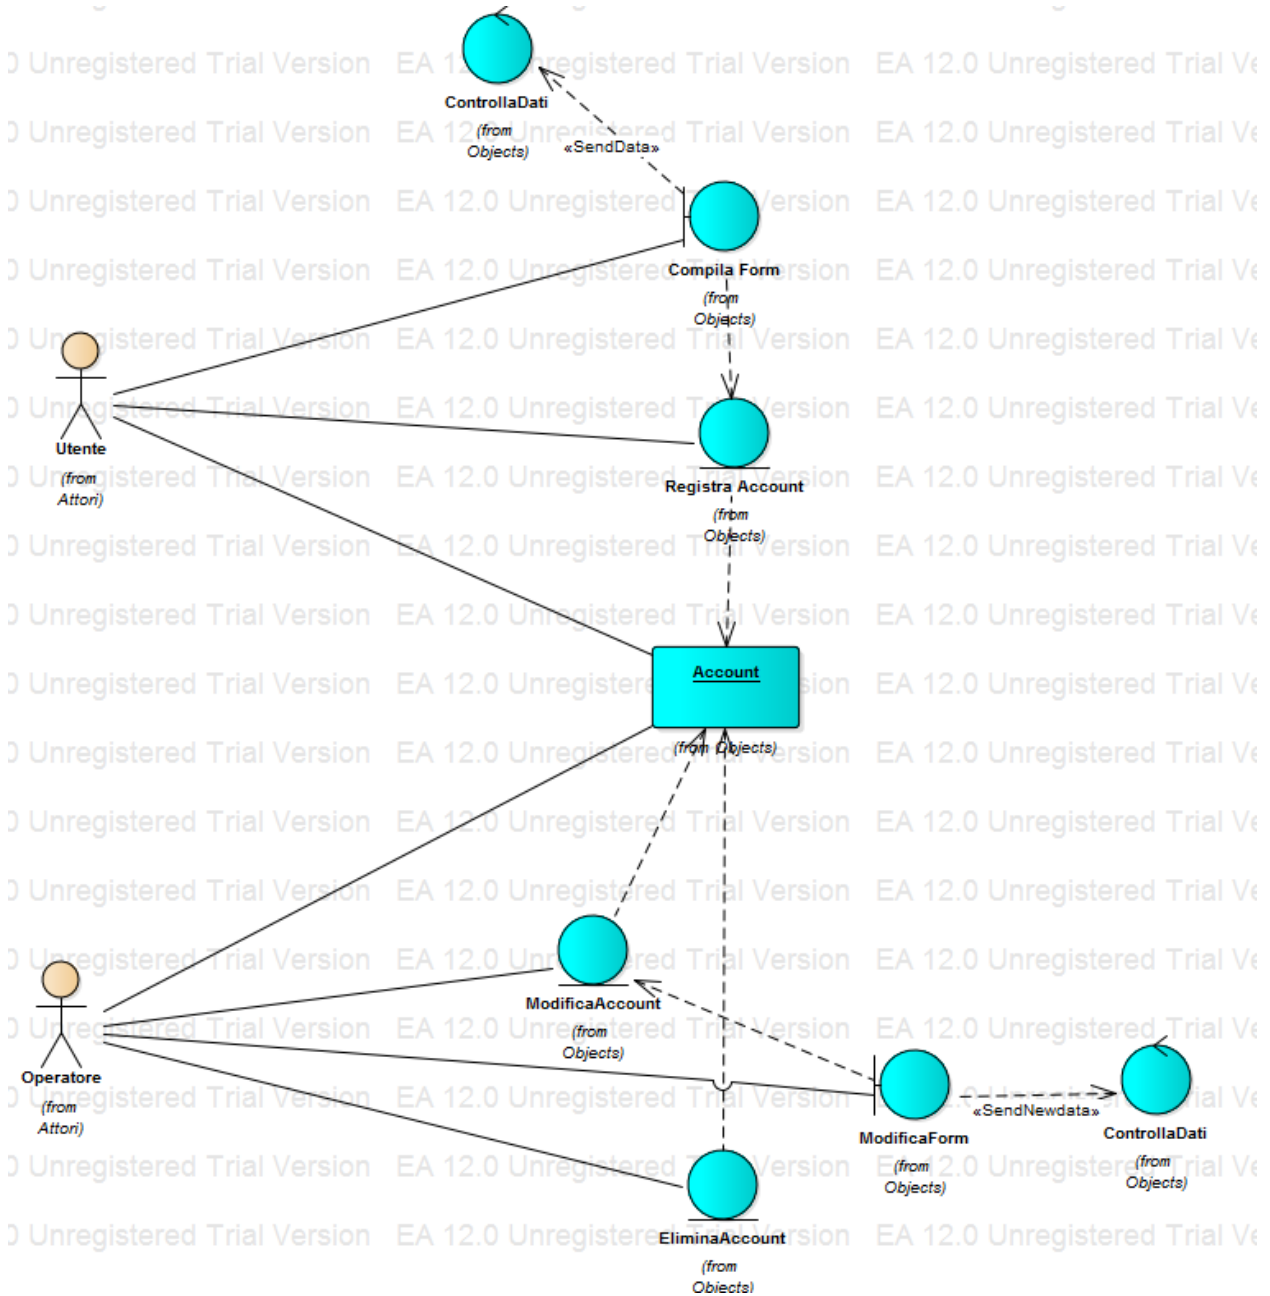 ControllaDati
(from
Objects)
«SendData»
Compila Form
(from
Objects)
Utente
(from
Attori)
Registra Account
(from
Objects)
Account
(from Objects)
ModificaAccount
(from
Objects)
Operatore
(from
Attori)
ModificaForm
(from
Objects)
«SendNewdata»
ControllaDati
(from
Objects)
EliminaAccount
(from
Objects)
EA 12.0 Unregistered Trial Version